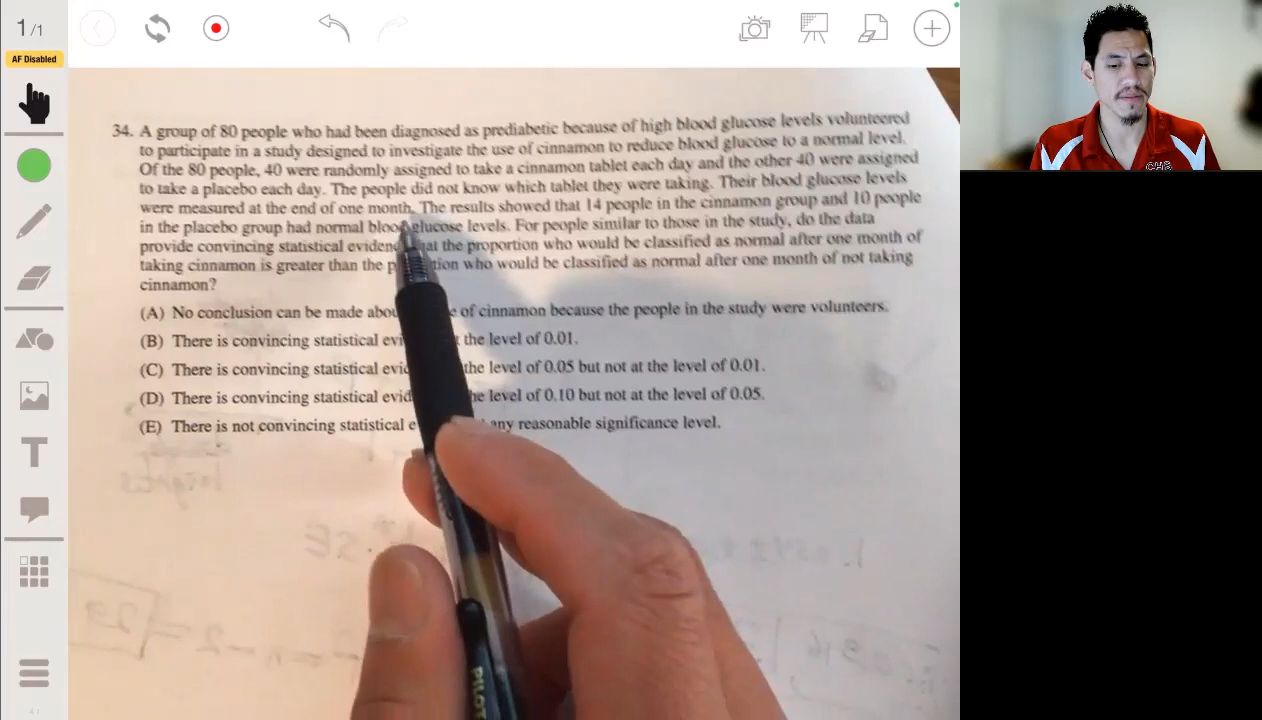 1/1
AF Disabled
34. A group of 80 people who had been diagnosed as prediabetic because of high blood glucose levels volunteered
to participate in a study designed to investigate the use of cinnamon to reduce blood glucose to a normal level.
Of the 80 people, 40 were randomly assigned to take a cinnamon tablet each day and the other 40 were assigned
to take a placebo each day. The people did not know which tablet they were taking. Their blood glucose levels
were measured at the end of one month. The results showed that 14 people in the cinnamon group and 10 people
in the placebo group had normal blood glucose levels. For people similar to those in the study, do the data
provide convincing statistical the proportion who would be classified as normal after one month of
taking cinnamon is greater than the who would be classified as normal after one month of not taking
cinnamon?
(A) No conclusion can be made of cinnamon because the people in the study were volunteers.
(B) There is convincing statistical the level of 0.01.
(C) There is convincing statistical the level of 0.05 but not at the level of 0.01.
(D) There is convincing statistical level of 0.10 but not at the level of 0.05.
(E) There is not convincing statistical any reasonable significance level.
PILOT
CHS
T